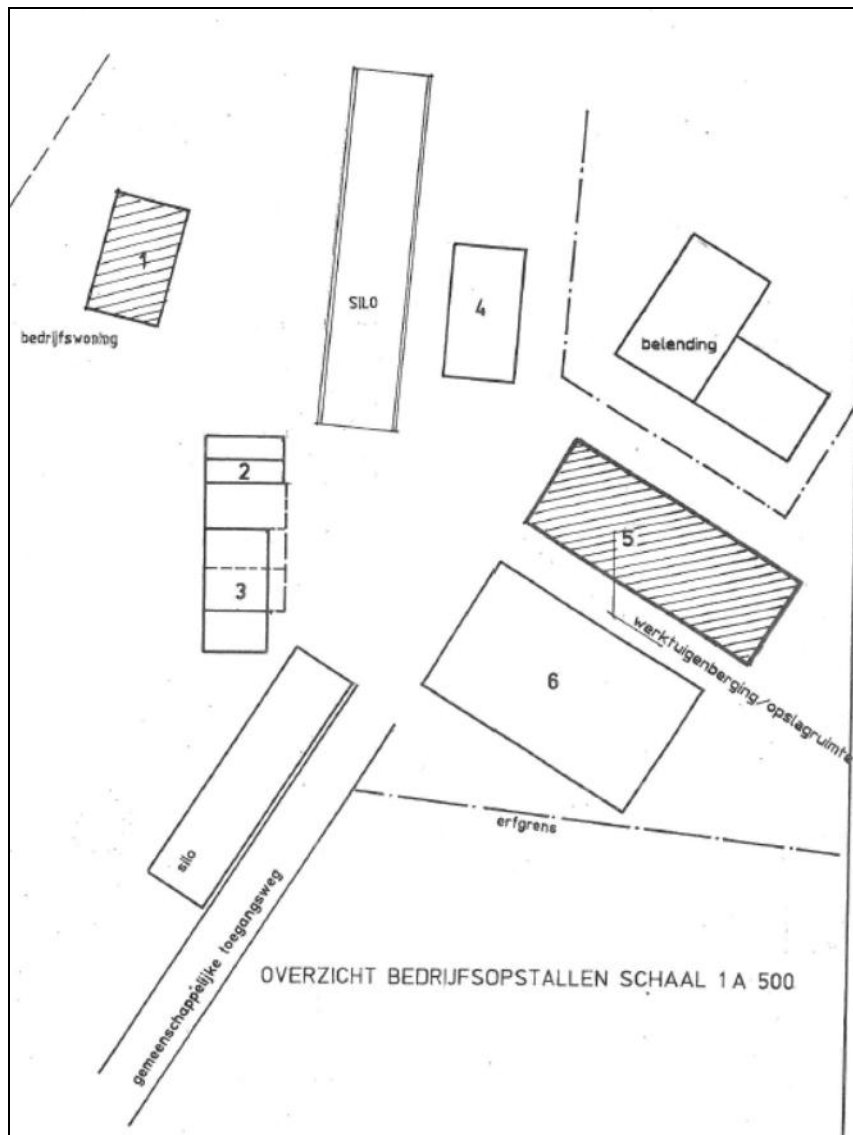 1
bedrijfswoning
SILO
4
belending
2
3
5
werktuigenberging/opslagruimte
6
silo
erfgrens
gemeenschappelijke toegangsweg
OVERZICHT BEDRIJFSOPSTALLEN SCHAAL 1 A 500